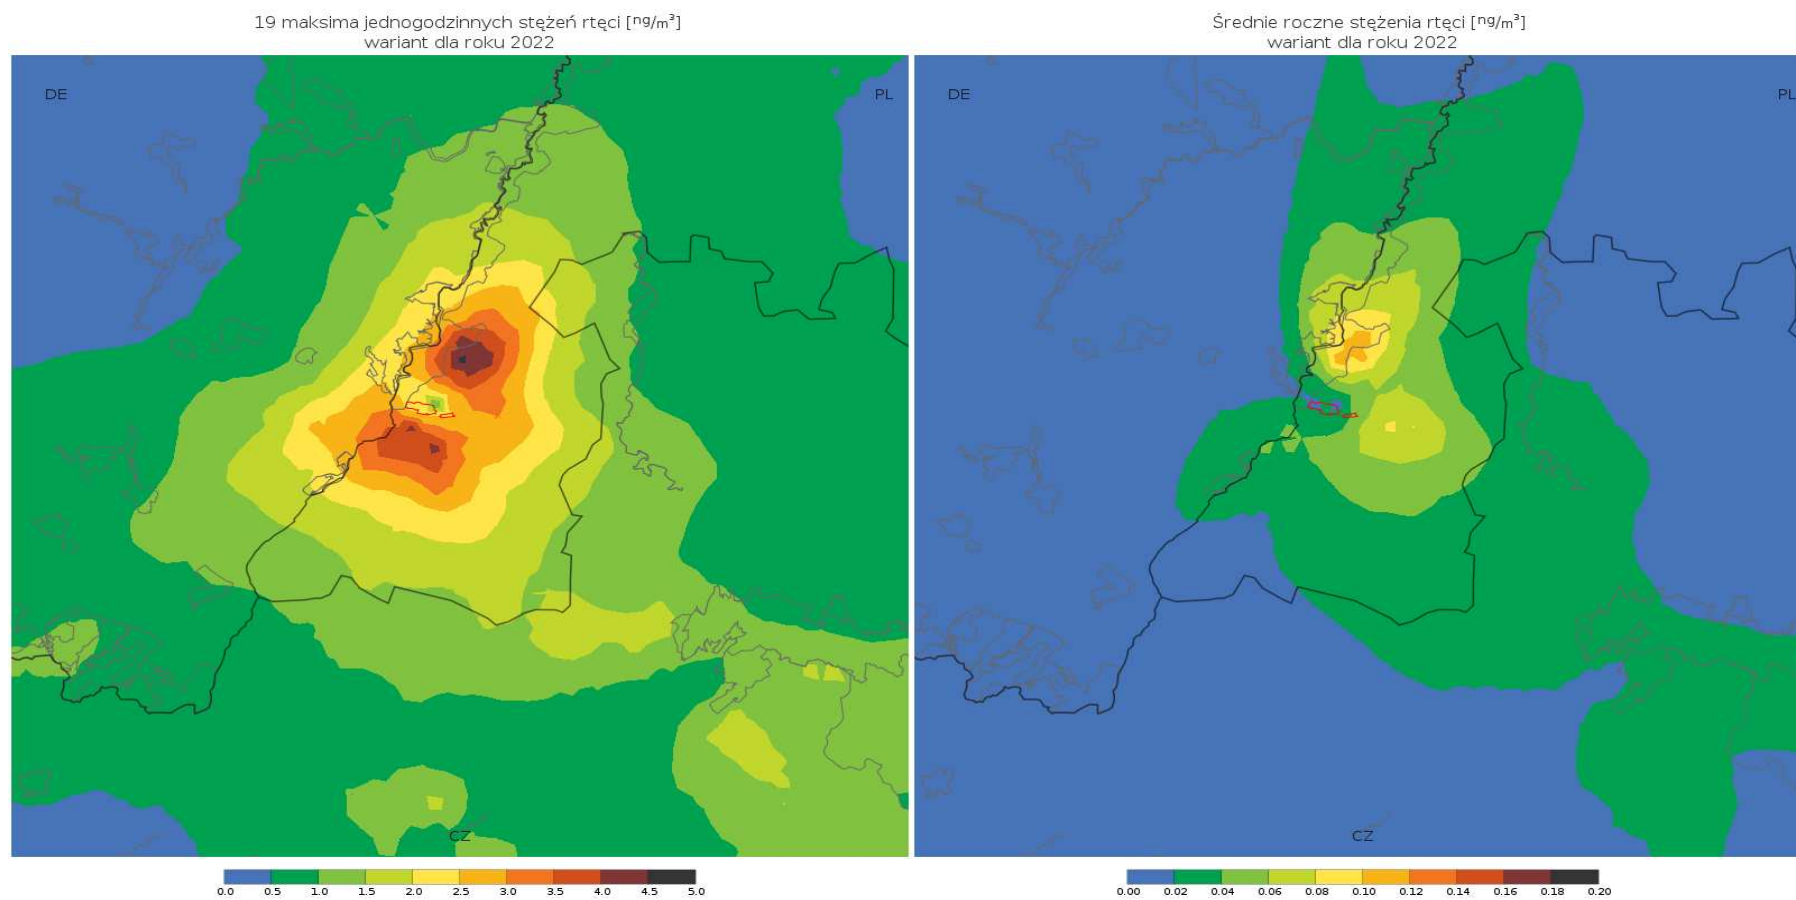 19 maksima jednogodzinnych stężeń rtęci [ng/m³]
wariant dla roku 2022
DE
PL
CZ
0.0 0.5 1.0 1.5 2.0 2.5 3.0 3.5 4.0 4.5 5.0
Średnie roczne stężenia rtęci [ng/m³]
wariant dla roku 2022
DE
PL
CZ
0.00 0.02 0.04 0.06 0.08 0.10 0.12 0.14 0.16 0.18 0.20